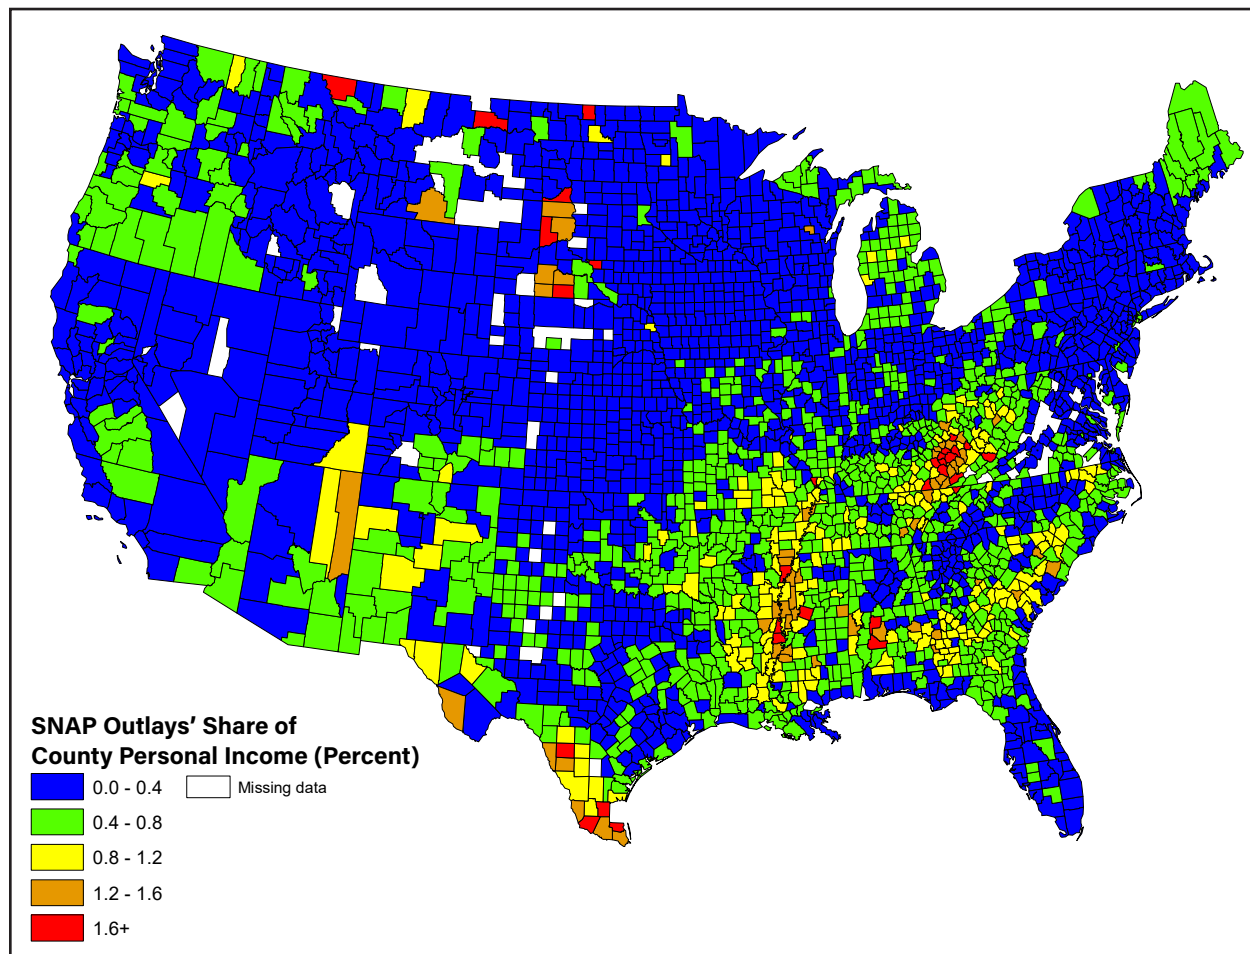 SNAP Outlays' Share of
County Personal Income (Percent)
0.0 - 0.4
Missing data
0.4 - 0.8
0.8 - 1.2
1.2 - 1.6
1.6+